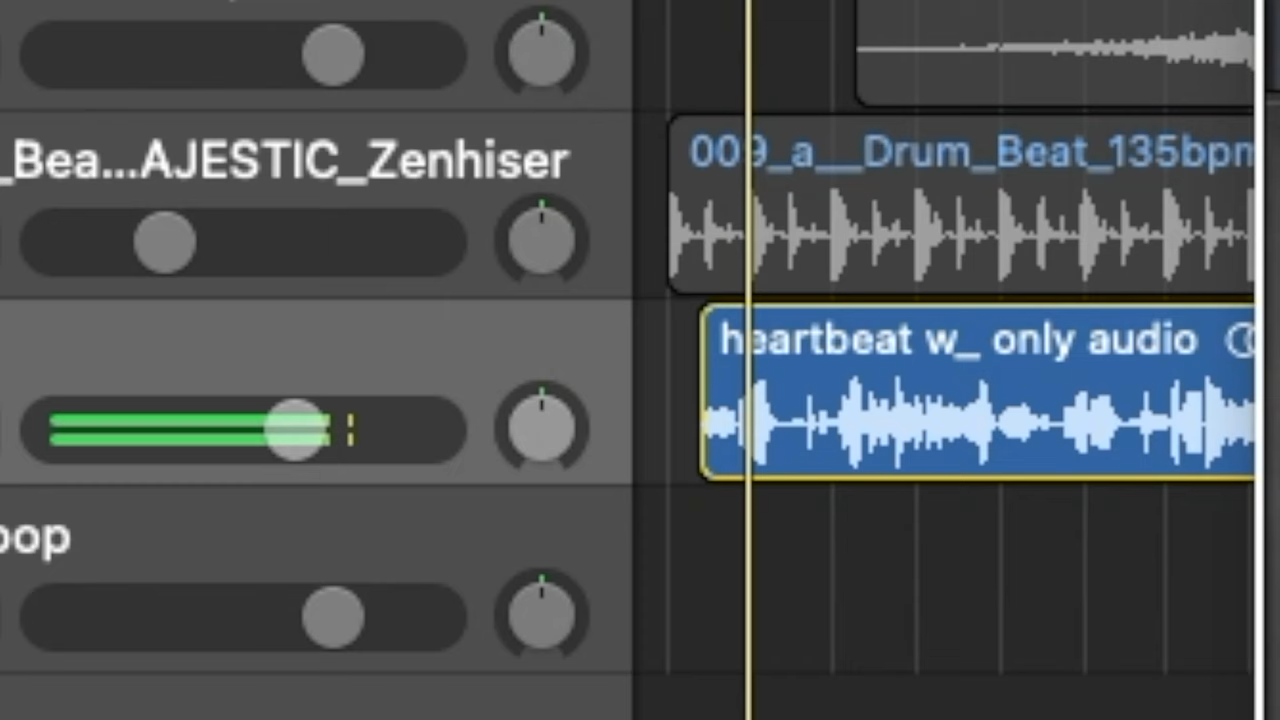 _Bea...AJESTIC_Zenhiser
009_a__Drum_Beat_135bpm
heartbeat w_ only audio
oop